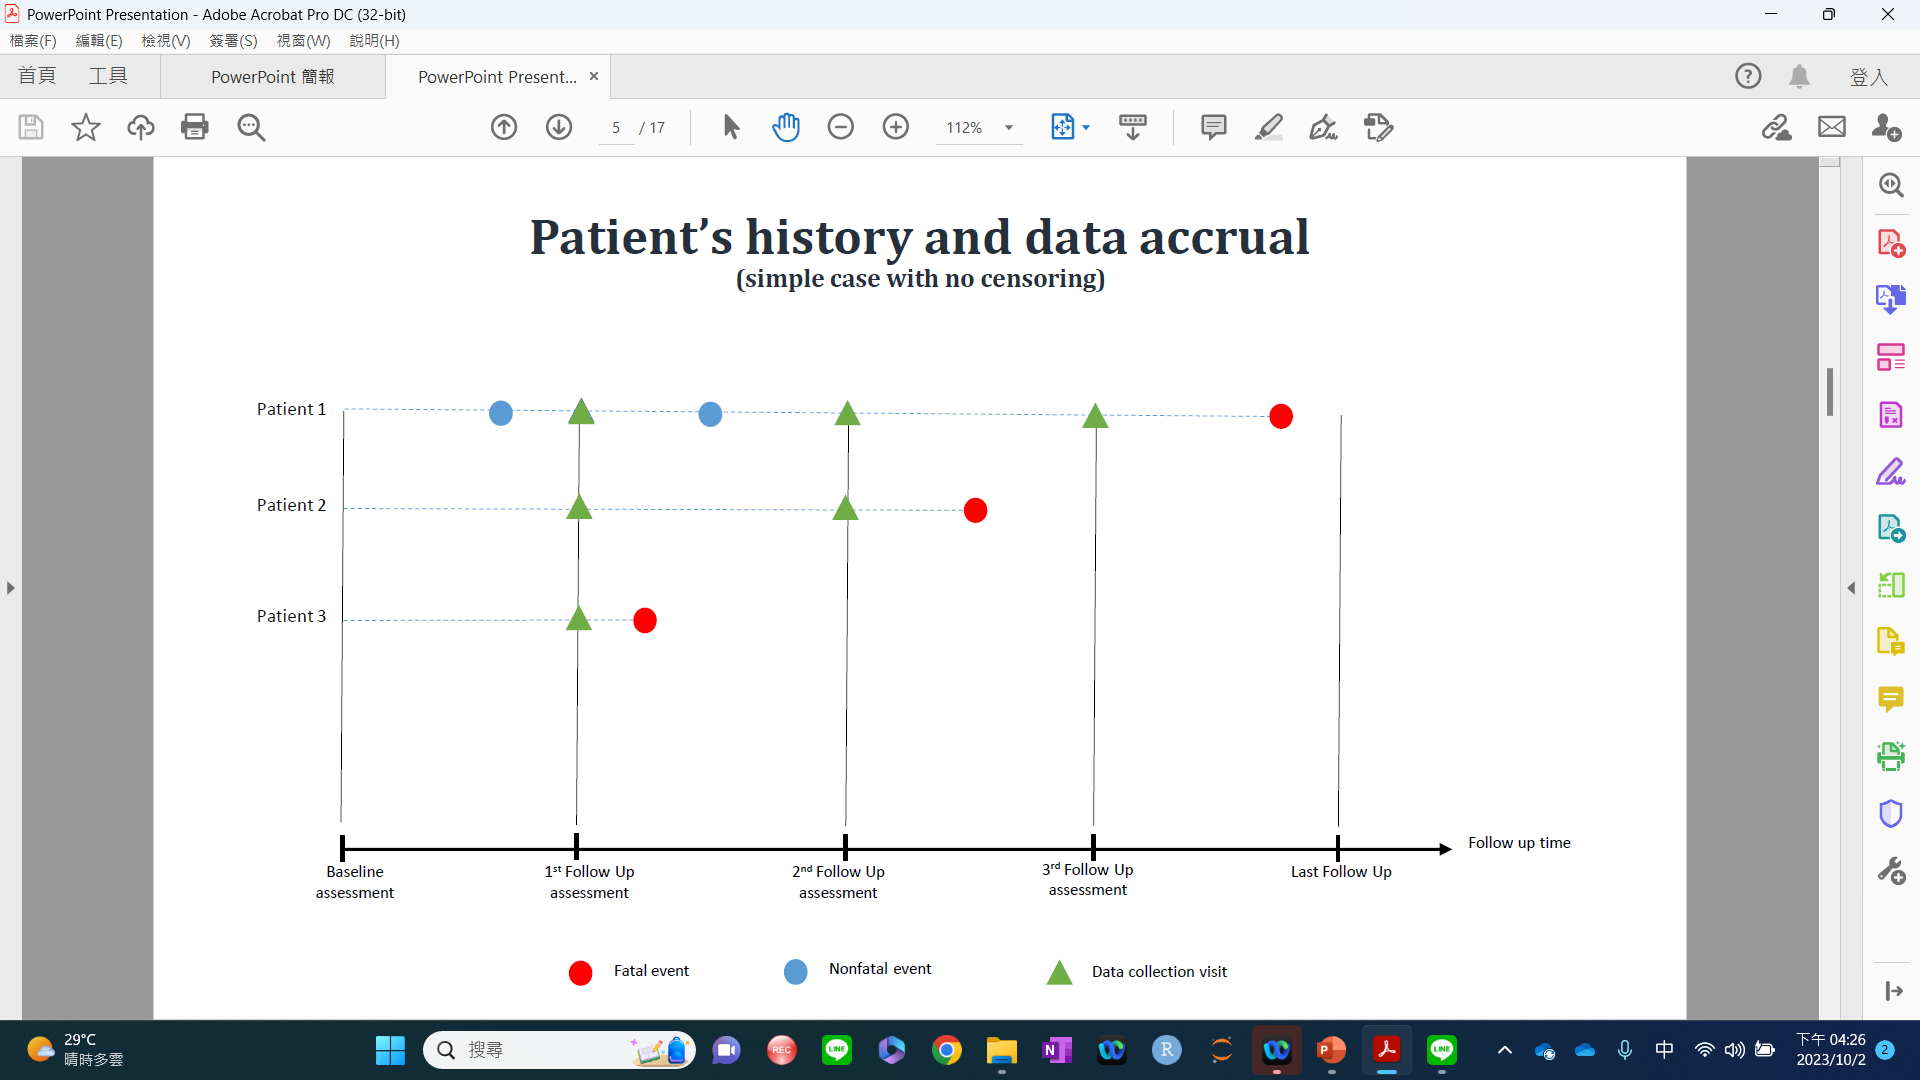 PowerPoint Presentation - Adobe Acrobat Pro DC (32-bit)
檔案(F) 編輯(E) 檢視(V) 簽署(S) 視窗(W) 說明(H)
首頁 工具 PowerPoint 簡報 PowerPoint Present... 登入
5 / 17 112%
Patient’s history and data accrual
(simple case with no censoring)
Patient 1
Patient 2
Patient 3
Follow up time
Baseline assessment
1st Follow Up assessment
2nd Follow Up assessment
3rd Follow Up assessment
Last Follow Up
Fatal event
Nonfatal event
Data collection visit
29°C
晴時多雲
搜尋
REC
LINE
N
R
P
LINE
中
下午 04:26
2023/10/2
2